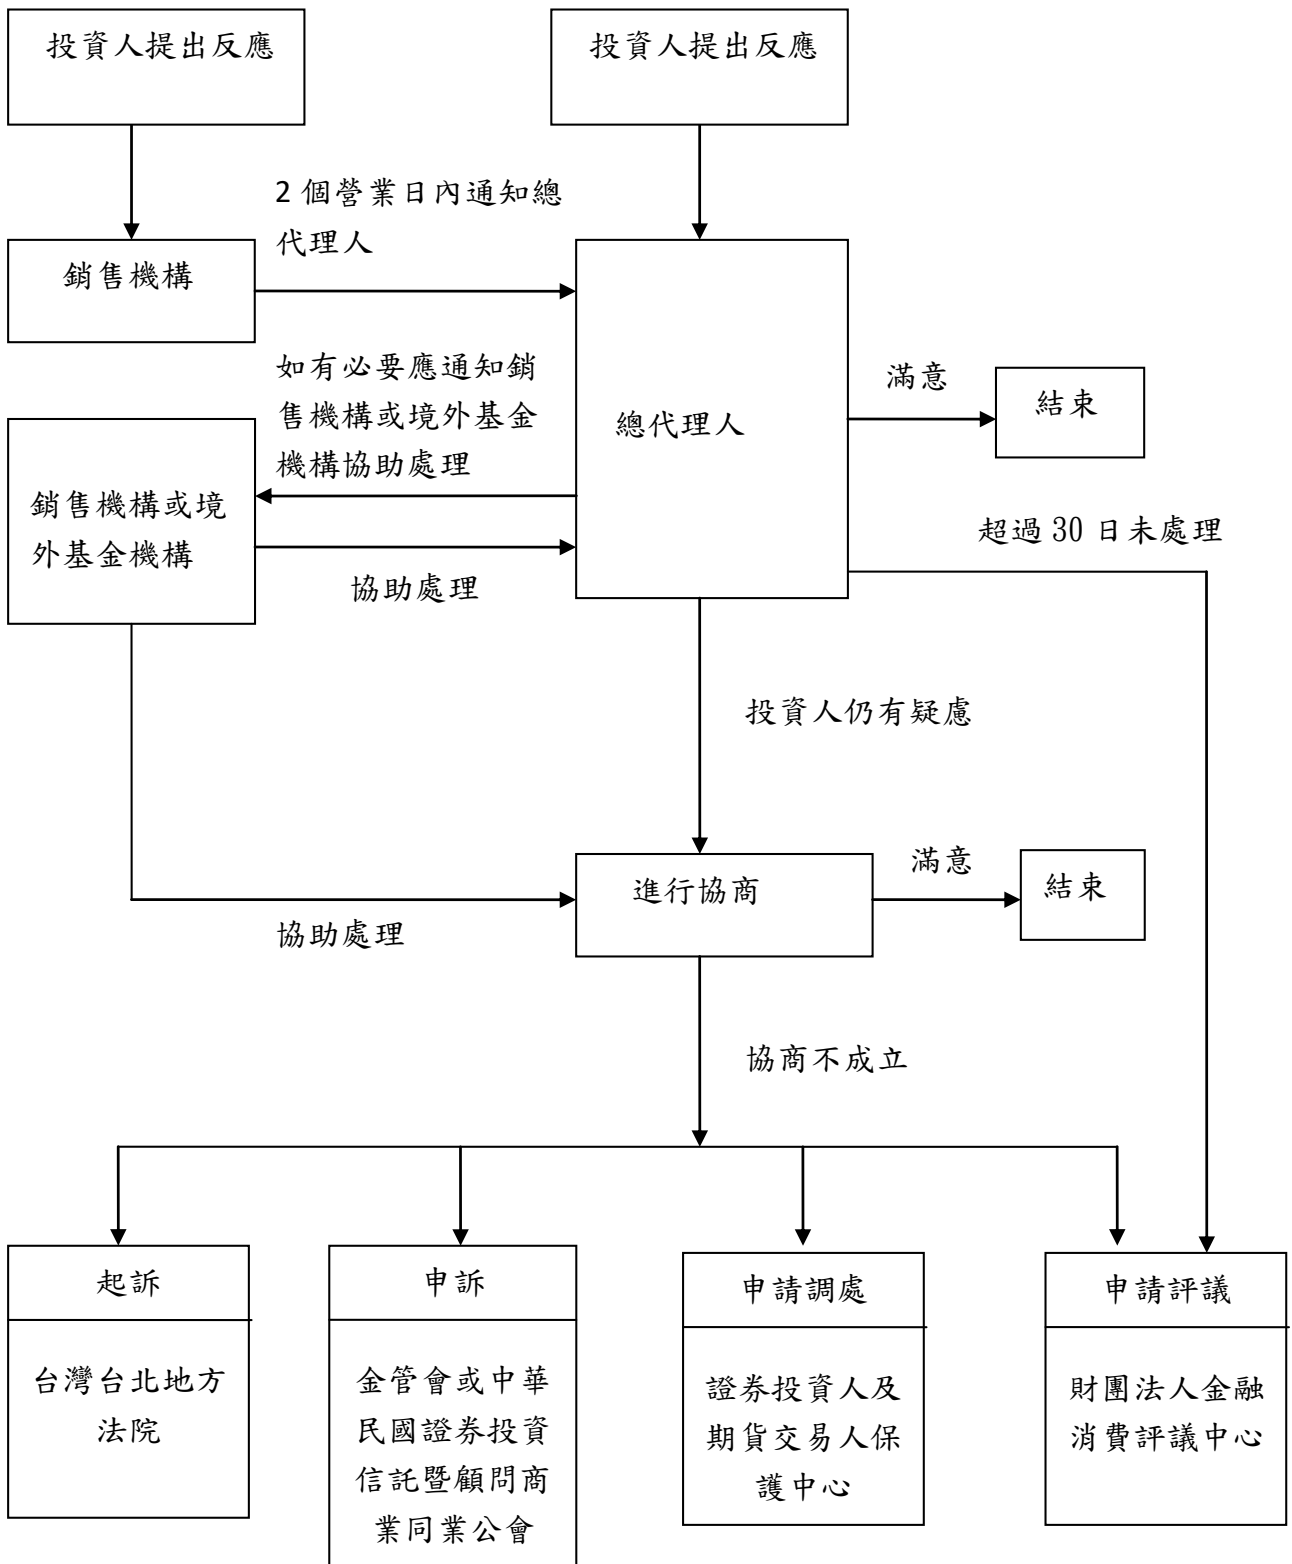 投資人提出反應
投資人提出反應
2 個營業日內通知總
代理人
銷售機構
如有必要應通知銷
售機構或境外基金
機構協助處理
總代理人
滿意
結束
銷售機構或境
外基金機構
協助處理
超過 30 日未處理
投資人仍有疑慮
進行協商
滿意
結束
協助處理
協商不成立
起訴
台灣台北地方
法院
申訴
金管會或中華
民國證券投資
信託暨顧問商
業同業公會
申請調處
證券投資人及
期貨交易人保
護中心
申請評議
財團法人金融
消費評議中心